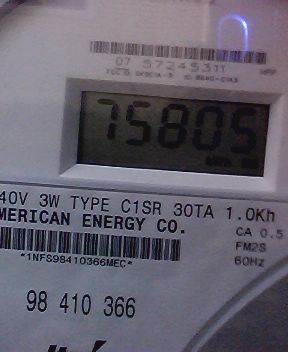 07 57245311
75805
40V 3W TYPE C1SR 30TA 1.0Kh
MERICAN ENERGY CO.
CA 0.5
FM2S
60Hz
*1NFS98410366MEC*
98 410 366